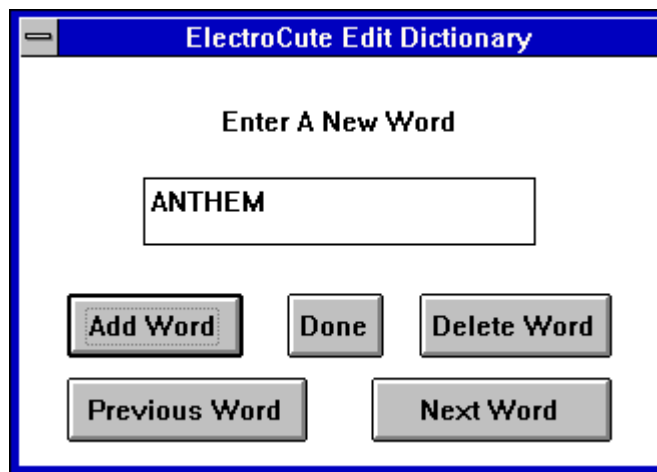 ElectroCute Edit Dictionary
Enter A New Word
ANTHEM
Add Word Done Delete Word
Previous Word Next Word